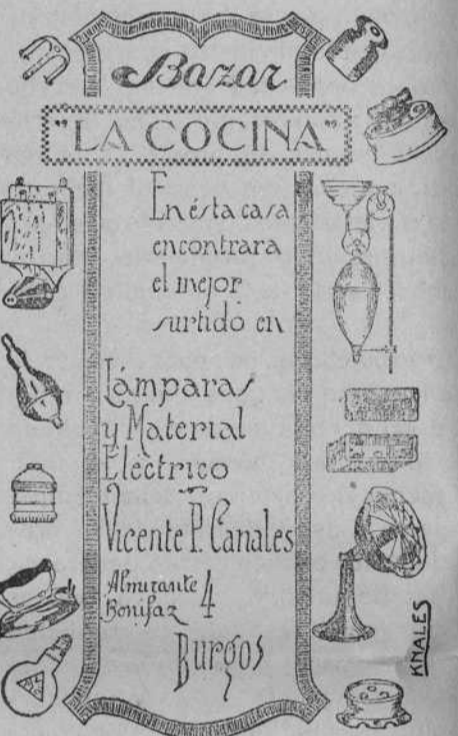 Bazar
"LA COCINA"
En ésta casa
encontrara
el mejor
surtido en
Lámparas
y Material
Eléctrico
Vicente P. Canales
Almirante
Bonifaz 4
Burgos
KNALES